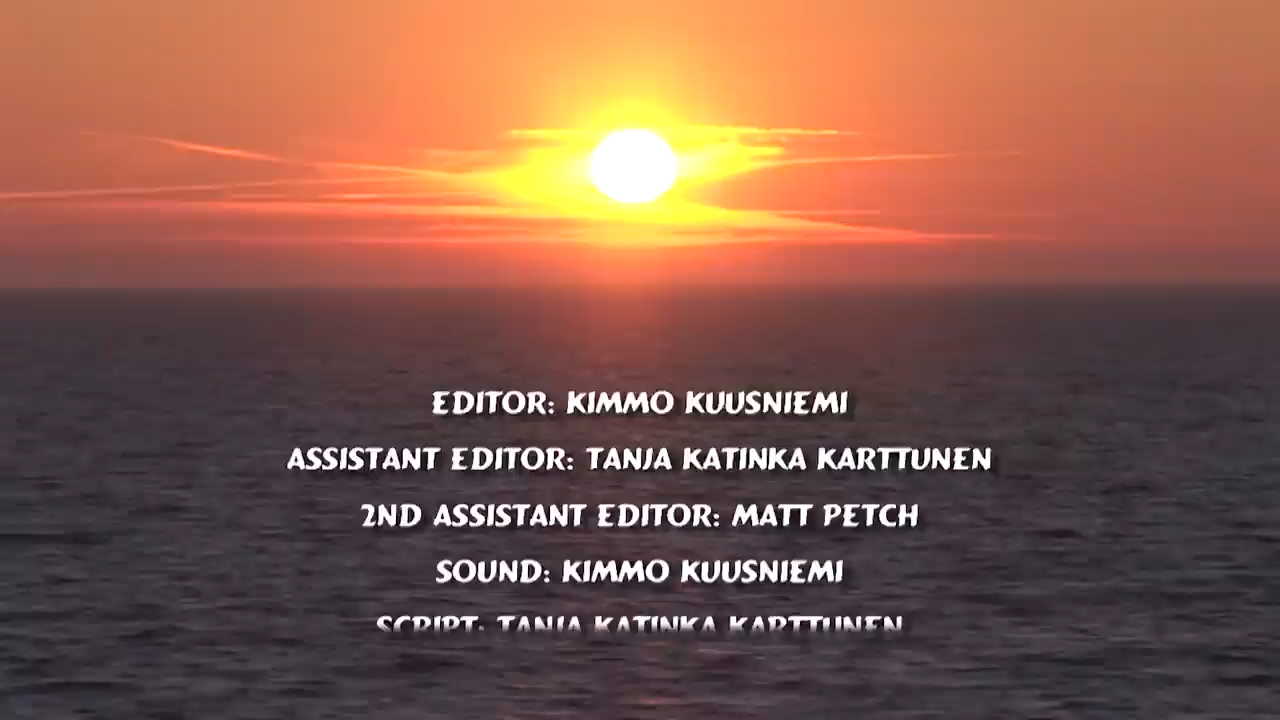 EDITOR: KIMMO KUUSNIEMI
ASSISTANT EDITOR: TANJA KATINKA KARTTUNEN
2ND ASSISTANT EDITOR: MATT PETCH
SOUND: KIMMO KUUSNIEMI
SCRIPT: TANJA KATINKA KARTTUNEN